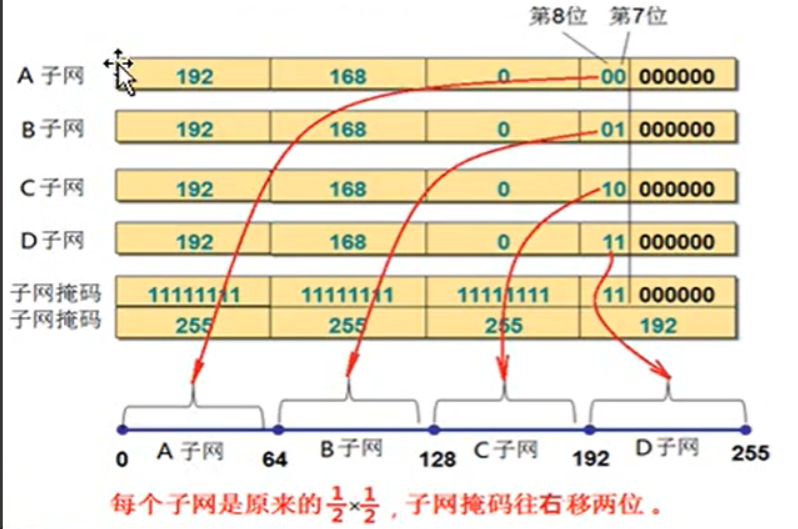 第8位 第7位
A 子网 192 168 0 00 000000
B 子网 192 168 0 01 000000
C 子网 192 168 0 10 000000
D 子网 192 168 0 11 000000
子网掩码 11111111 11111111 11111111 11 000000
子网掩码 255 255 255 192
0 A 子网 64 B 子网 128 C 子网 192 D 子网 255
每个子网是原来的 1/2 × 1/2 ，子网掩码往右移两位 。